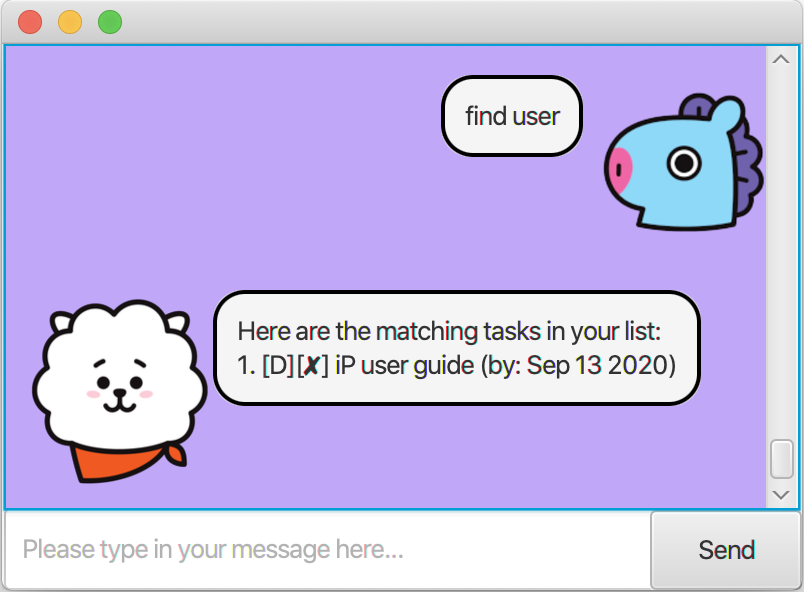 find user
Here are the matching tasks in your list:
1. [D][✘] iP user guide (by: Sep 13 2020)
Please type in your message here...
Send